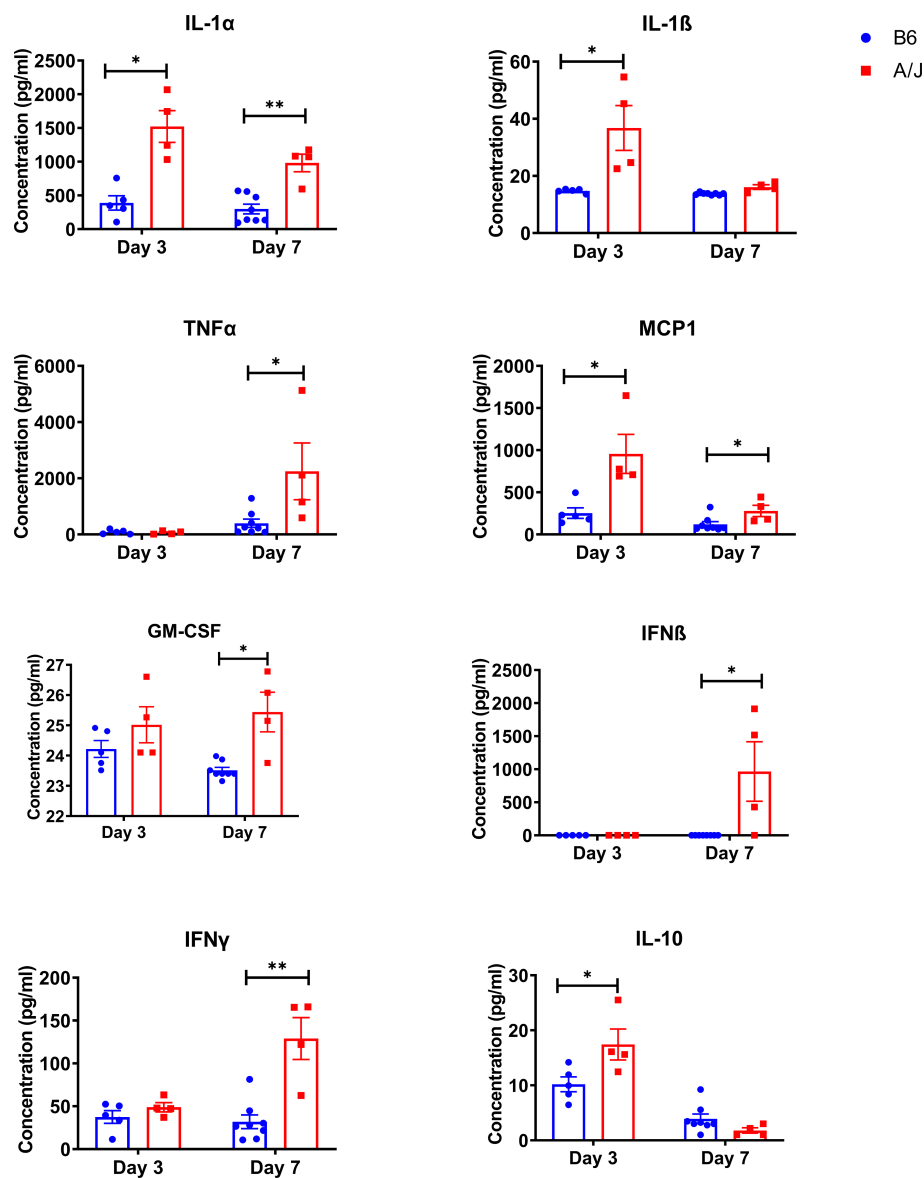 IL-1α
Concentration (pg/ml)
2500
2000
1500
1000
500
0
*
**
Day 3 Day 7
IL-1ß
Concentration (pg/ml)
60
40
20
0
*
Day 3 Day 7
B6
A/J
TNFα
Concentration (pg/ml)
6000
4000
2000
0
*
Day 3 Day 7
MCP1
Concentration (pg/ml)
2000
1500
1000
500
0
*
*
Day 3 Day 7
GM-CSF
Concentration (pg/ml)
27
26
25
24
23
22
*
Day 3 Day 7
IFNß
Concentration (pg/ml)
2500
2000
1500
1000
500
0
*
Day 3 Day 7
IFNγ
Concentration (pg/ml)
200
150
100
50
0
**
Day 3 Day 7
IL-10
Concentration (pg/ml)
30
20
10
0
*
Day 3 Day 7